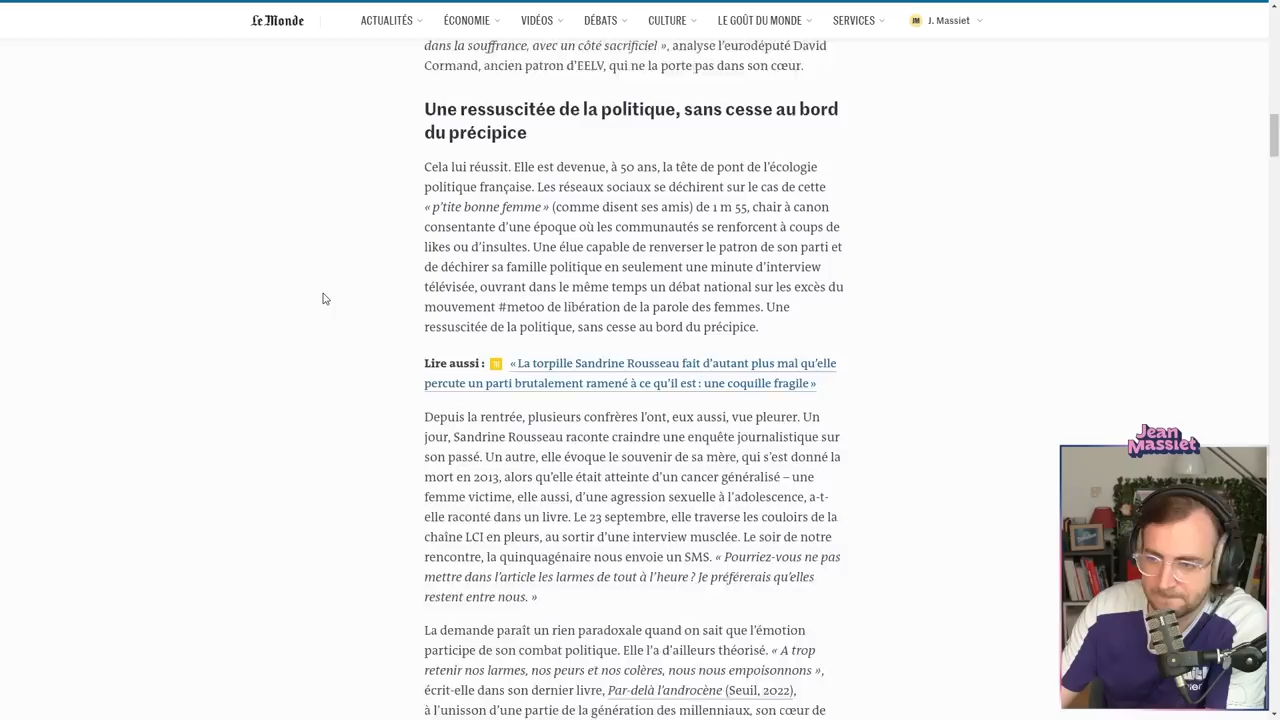 Le Monde
ACTUALITÉS ÉCONOMIE VIDÉOS DÉBATS CULTURE LE GOÛT DU MONDE SERVICES JM J. Massiet
dans la souffrance, avec un côté sacrificiel », analyse l’eurodéputé David
Cormand, ancien patron d’EELV, qui ne la porte pas dans son cœur.
Une ressuscitée de la politique, sans cesse au bord
du précipice
Cela lui réussit. Elle est devenue, à 50 ans, la tête de pont de l’écologie
politique française. Les réseaux sociaux se déchirent sur le cas de cette
« p’tite bonne femme » (comme disent ses amis) de 1 m 55, chair à canon
consentante d’une époque où les communautés se renforcent à coups de
likes ou d’insultes. Une élue capable de renverser le patron de son parti et
de déchirer sa famille politique en seulement une minute d’interview
télévisée, ouvrant dans le même temps un débat national sur les excès du
mouvement #metoo de libération de la parole des femmes. Une
ressuscitée de la politique, sans cesse au bord du précipice.
Lire aussi : « La torpille Sandrine Rousseau fait d’autant plus mal qu’elle
percute un parti brutalement ramené à ce qu’il est : une coquille fragile »
Depuis la rentrée, plusieurs confrères l’ont, eux aussi, vue pleurer. Un
jour, Sandrine Rousseau raconte craindre une enquête journalistique sur
son passé. Un autre, elle évoque le souvenir de sa mère, qui s’est donné la
mort en 2013, alors qu’elle était atteinte d’un cancer généralisé – une
femme victime, elle aussi, d’une agression sexuelle à l’adolescence, a-t-
elle raconté dans un livre. Le 23 septembre, elle traverse les couloirs de la
chaîne LCI en pleurs, au sortir d’une interview musclée. Le soir de notre
rencontre, la quinquagénaire nous envoie un SMS. « Pourriez-vous ne pas
mettre dans l’article les larmes de tout à l’heure ? Je préférerais qu’elles
restent entre nous. »
La demande paraît un rien paradoxale quand on sait que l’émotion
participe de son combat politique. Elle l’a d’ailleurs théorisé. « A trop
retenir nos larmes, nos peurs et nos colères, nous nous empoisonnons »,
écrit-elle dans son dernier livre, Par-delà l’androcène (Seuil, 2022),
à l’unisson d’une partie de la génération des millenniaux, son cœur de
Jean
Massiet